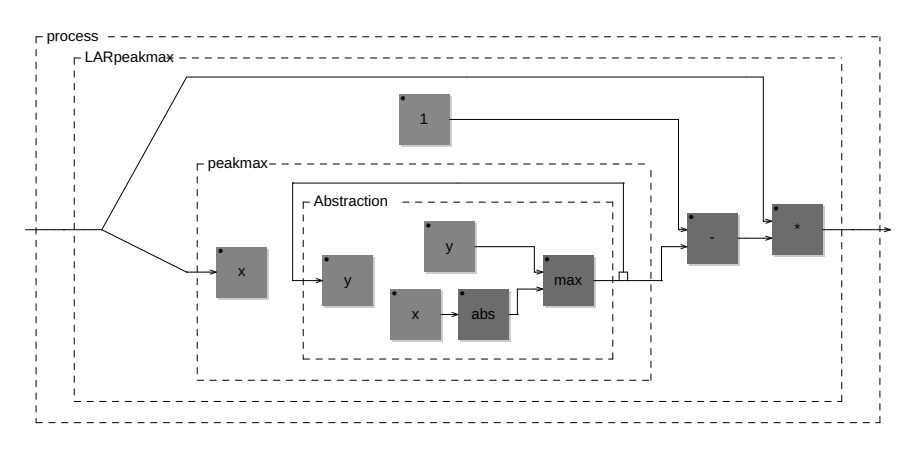 process
LARpeakmax
1
peakmax
Abstraction
y
x
y
x
abs
max
-
*